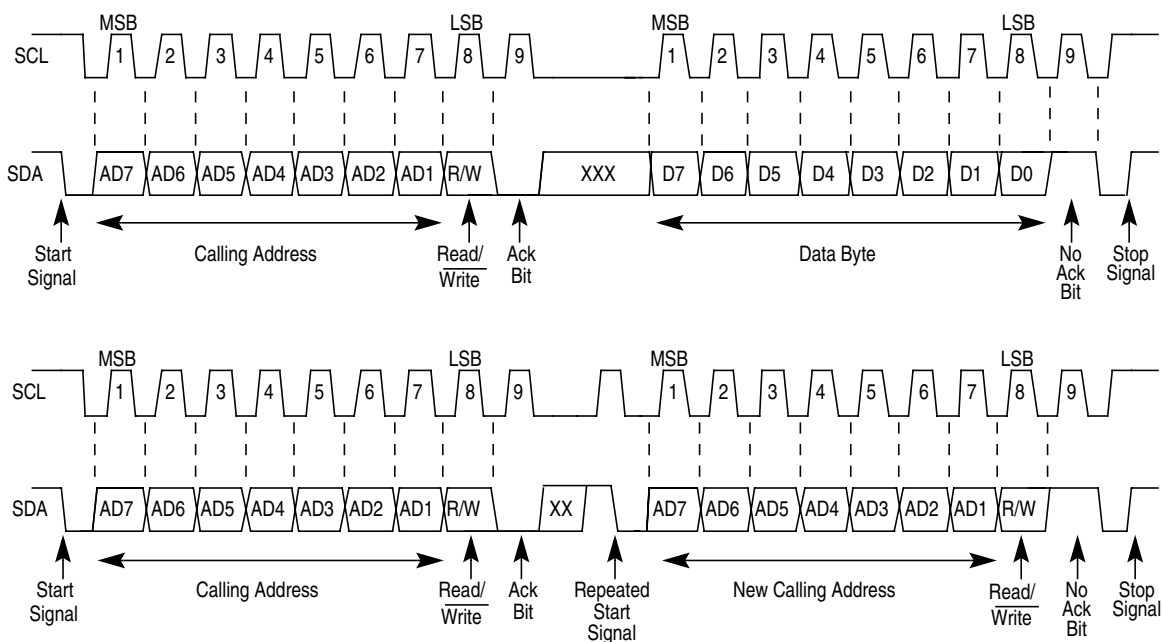 MSB LSB MSB LSB
SCL 1 2 3 4 5 6 7 8 9 1 2 3 4 5 6 7 8 9
SDA AD7 AD6 AD5 AD4 AD3 AD2 AD1 R/W XXX D7 D6 D5 D4 D3 D2 D1 D0
Start Signal
Calling Address
Read/
Write
Ack
Bit
Data Byte
No
Ack
Bit
Stop
Signal
MSB LSB MSB LSB
SCL 1 2 3 4 5 6 7 8 9 1 2 3 4 5 6 7 8 9
SDA AD7 AD6 AD5 AD4 AD3 AD2 AD1 R/W XX AD7 AD6 AD5 AD4 AD3 AD2 AD1 R/W
Start
Signal
Calling Address
Read/
Write
Ack
Bit
Repeated
Start
Signal
New Calling Address
Read/
Write
No
Ack
Bit
Stop
Signal